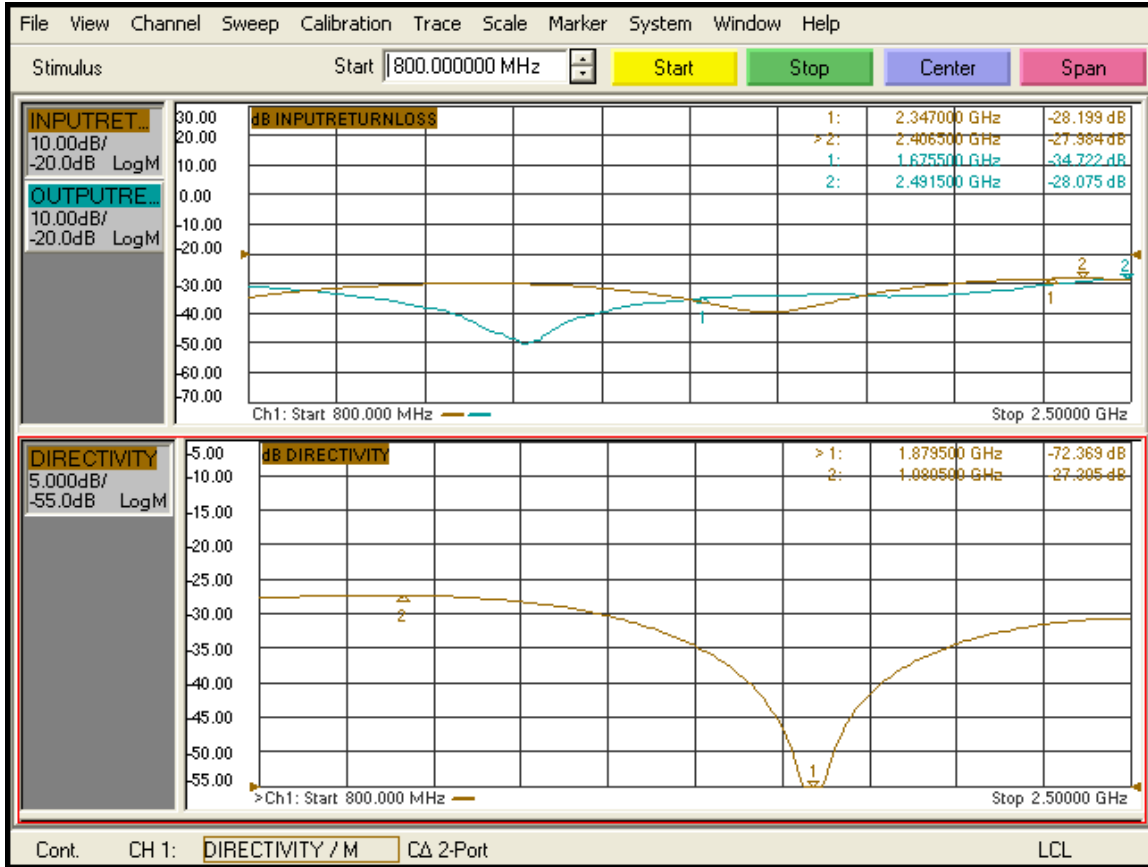 File View Channel Sweep Calibration Trace Scale Marker System Window Help
Stimulus Start 800.000000 MHz Start Stop Center Span
INPUTRET...
10.00dB/
-20.0dB LogM
OUTPUTRE...
10.00dB/
-20.0dB LogM
30.00
20.00
10.00
0.00
-10.00
-20.00
-30.00
-40.00
-50.00
-60.00
-70.00
dB INPUTRETURNLOSS
1: 2.347000 GHz -28.199 dB
>2: 2.406500 GHz -27.984 dB
1: 1.675500 GHz -34.722 dB
2: 2.491500 GHz -28.075 dB
2 2
1 1
Ch1: Start 800.000 MHz Stop 2.50000 GHz
DIRECTIVITY
5.000dB/
-55.0dB LogM
-5.00
-10.00
-15.00
-20.00
-25.00
-30.00
-35.00
-40.00
-45.00
-50.00
-55.00
dB DIRECTIVITY
>1: 1.879500 GHz -72.369 dB
2: 1.080500 GHz -27.305 dB
2
1
>Ch1: Start 800.000 MHz Stop 2.50000 GHz
Cont. CH 1: DIRECTIVITY / M CΔ 2-Port LCL